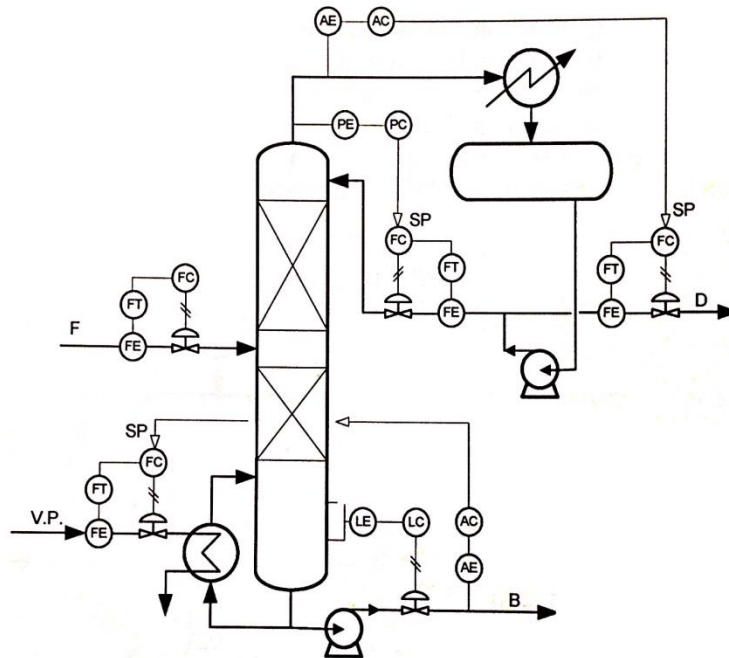 AE AC
PE PC
SP SP
FC FC
FT FT
FC
FT
FE FE D
F
FE
SP
FC
FT
LE LC AC
V.P.
FE
AE
B